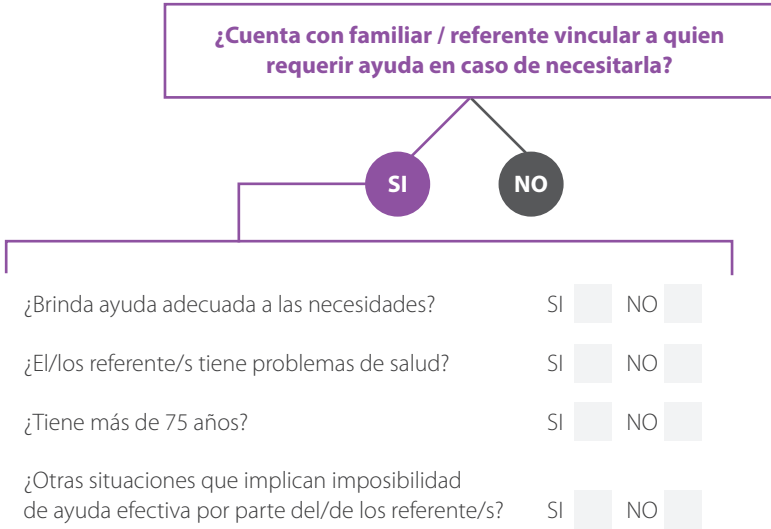 ¿Cuenta con familiar / referente vincular a quien
requerir ayuda en caso de necesitarla?
SI NO
¿Brinda ayuda adecuada a las necesidades? SI NO
¿El/los referente/s tiene problemas de salud? SI NO
¿Tiene más de 75 años? SI NO
¿Otras situaciones que implican imposibilidad
de ayuda efectiva por parte del/de los referente/s? SI NO